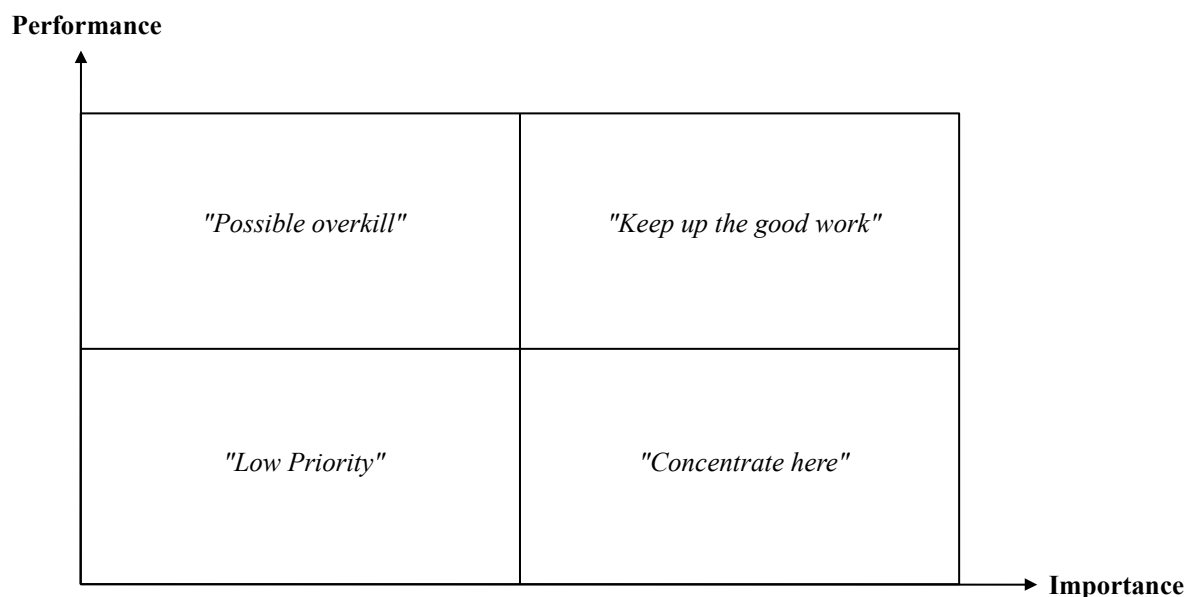 Performance
"Possible overkill"
"Keep up the good work"
"Low Priority"
"Concentrate here"
Importance